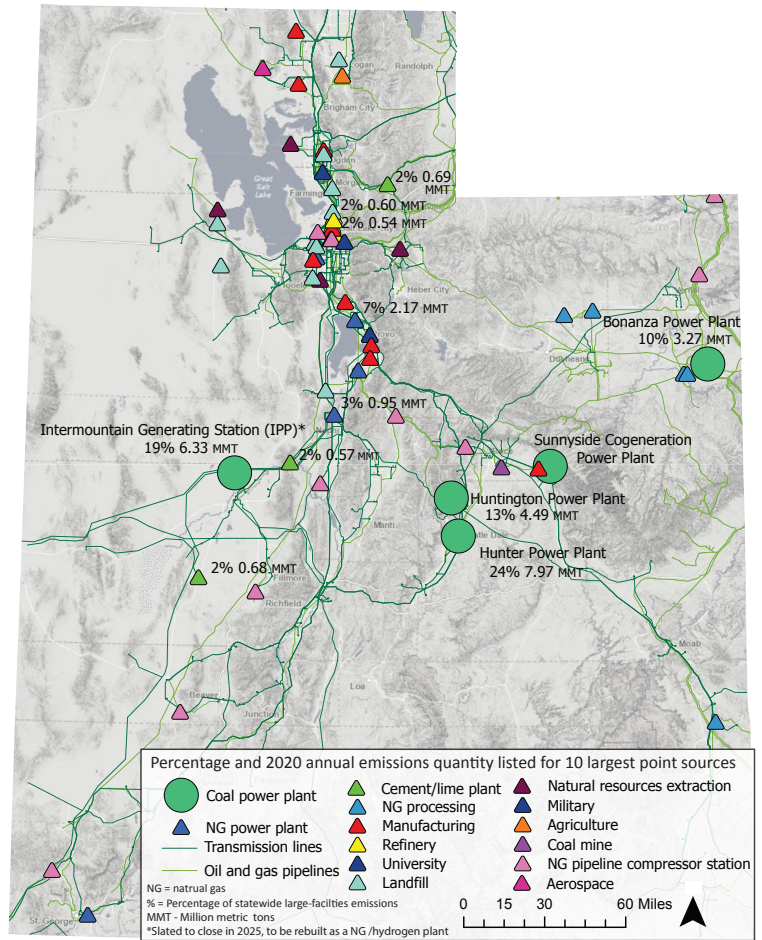 Randolph
Logan
Brigham City
Ogden
2% 0.69
MMT
Morgan
Great
Salt
Lake
Farmington
2% 0.60 MMT
2% 0.54 MMT
Heber City
Vernal
7% 2.17 MMT
Bonanza Power Plant
10% 3.27 MMT
Provo
Duchesne
3% 0.95 MMT
Intermountain Generating Station (IPP)*
19% 6.33 MMT
Sunnyside Cogeneration
Power Plant
2% 0.57 MMT
Huntington Power Plant
13% 4.49 MMT
Manti
Castle Dale
Hunter Power Plant
24% 7.97 MMT
2% 0.68 MMT
Fillmore
Richfield
Moab
Loa
Beaver
Junction
St. George
Percentage and 2020 annual emissions quantity listed for 10 largest point sources
Coal power plant
NG power plant
Transmission lines
Oil and gas pipelines
Cement/lime plant
NG processing
Manufacturing
Refinery
University
Landfill
Natural resources extraction
Military
Agriculture
Coal mine
NG pipeline compressor station
Aerospace
NG = natrual gas
% = Percentage of statewide large-facilties emissions
MMT - Million metric tons
*Slated to close in 2025, to be rebuilt as a NG /hydrogen plant
0 15 30 60 Miles